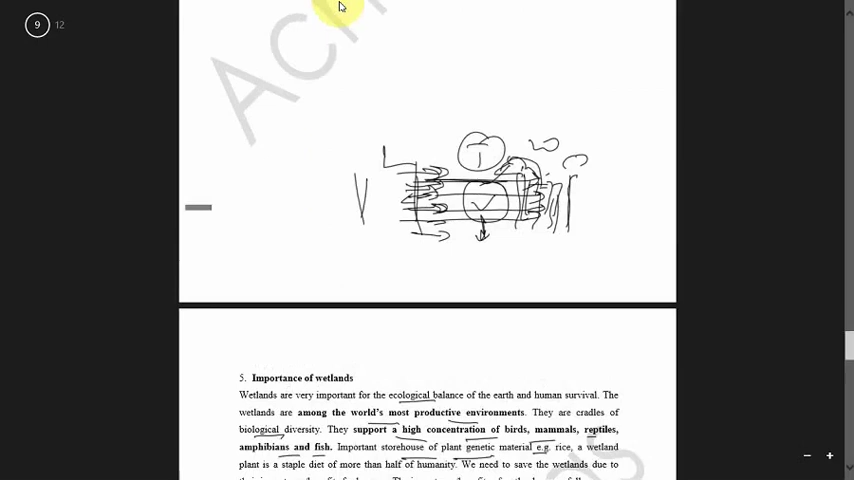 9 12
5. Importance of wetlands
Wetlands are very important for the ecological balance of the earth and human survival. The
wetlands are among the world's most productive environments. They are cradles of
biological diversity. They support a high concentration of birds, mammals, reptiles,
amphibians and fish. Important storehouse of plant genetic material e.g. rice, a wetland
plant is a staple diet of more than half of humanity. We need to save the wetlands due to